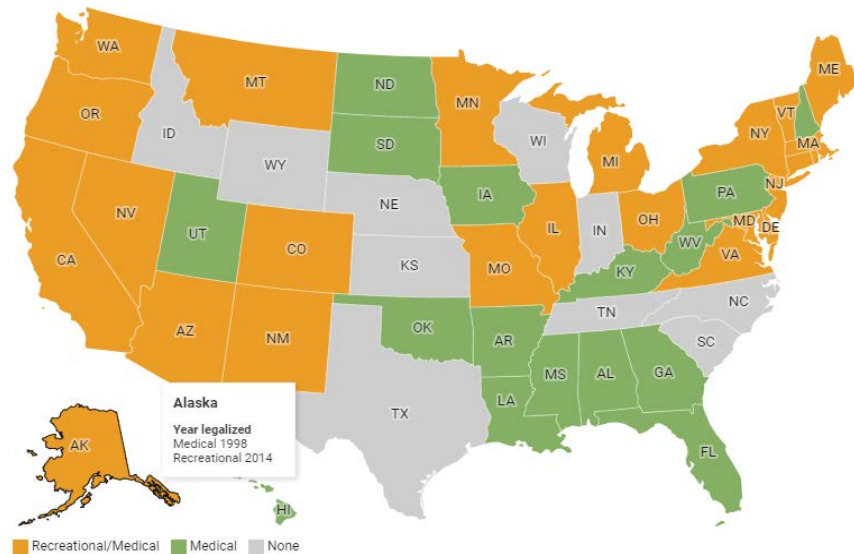 WA
MT
ND
MN
ME
OR
ID
SD
WI
VT
NY
MA
MI
WY
IA
PA
NJ
NE
NV
UT
CO
IL
IN
OH
MD
DE
WV
VA
CA
KS
MO
KY
NC
TN
AZ
NM
OK
AR
SC
MS
AL
GA
TX
LA
FL
Alaska
Year legalized
Medical 1998
Recreational 2014
AK
HI
Recreational/Medical
Medical
None